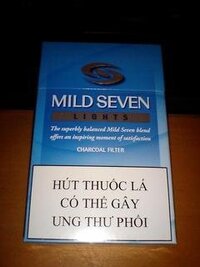 MILD SEVEN
LIGHTS
The superbly balanced Mild Seven blend
offers an inspiring moment of satisfaction
CHARCOAL FILTER
HÚT THUỐC LÁ
CÓ THỂ GÂY
UNG THƯ PHỔI